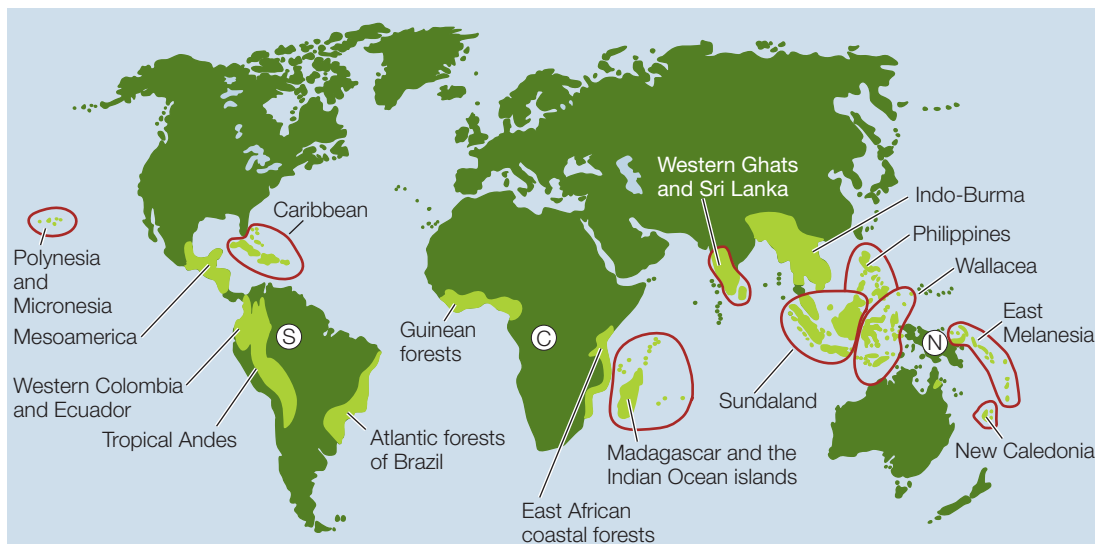 Western Ghats
and Sri Lanka
Indo-Burma
Caribbean
Philippines
Polynesia
and
Micronesia
Wallacea
Mesoamerica
East
Melanesia
Guinean
forests
S
C
N
Western Colombia
and Ecuador
Sundaland
Tropical Andes
Atlantic forests
of Brazil
Madagascar and the
Indian Ocean islands
New Caledonia
East African
coastal forests